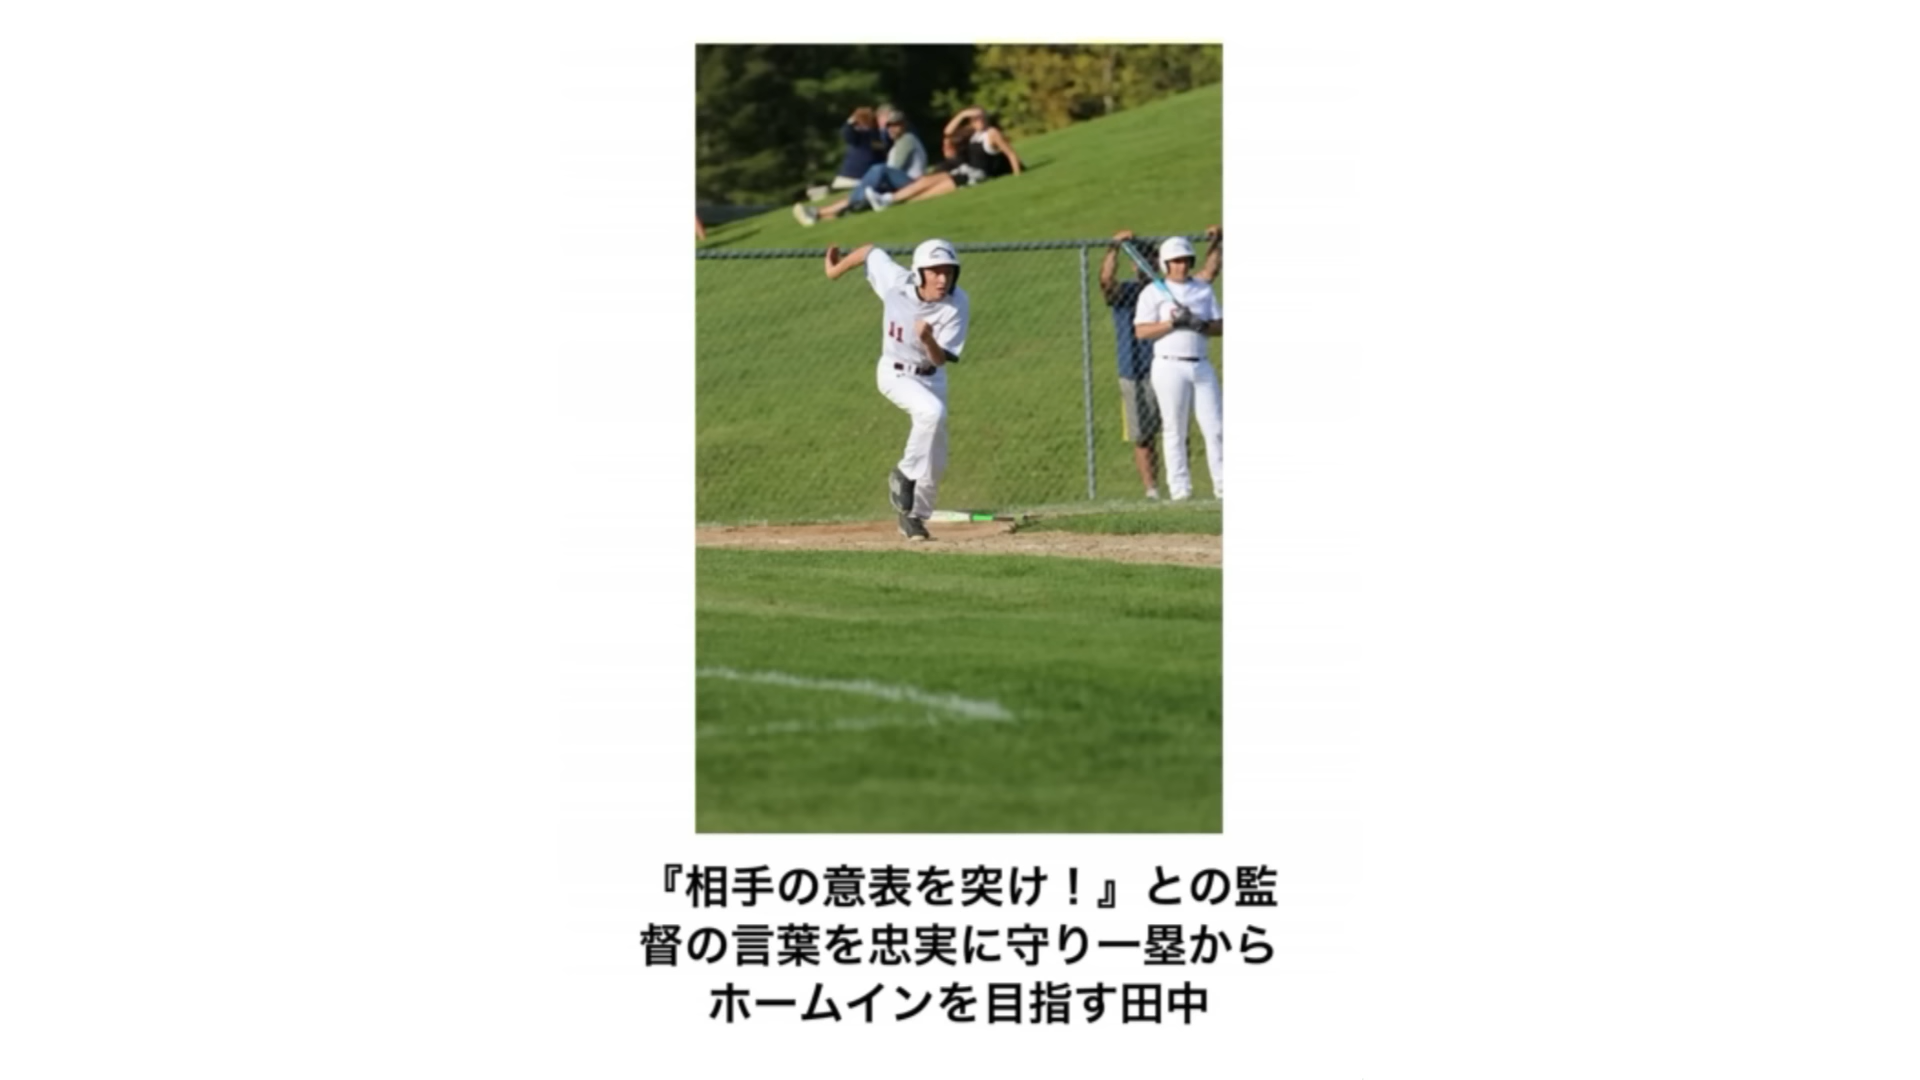 11
『相手の意表を突け！』との監
督の言葉を忠実に守り一塁から
ホームインを目指す田中